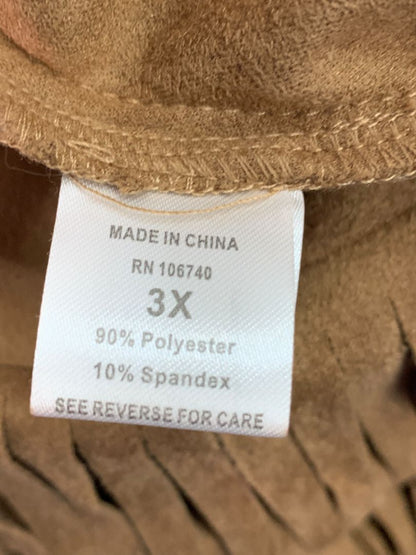 MADE IN CHINA
RN 106740
3X
90% Polyester
10% Spandex
SEE REVERSE FOR CARE